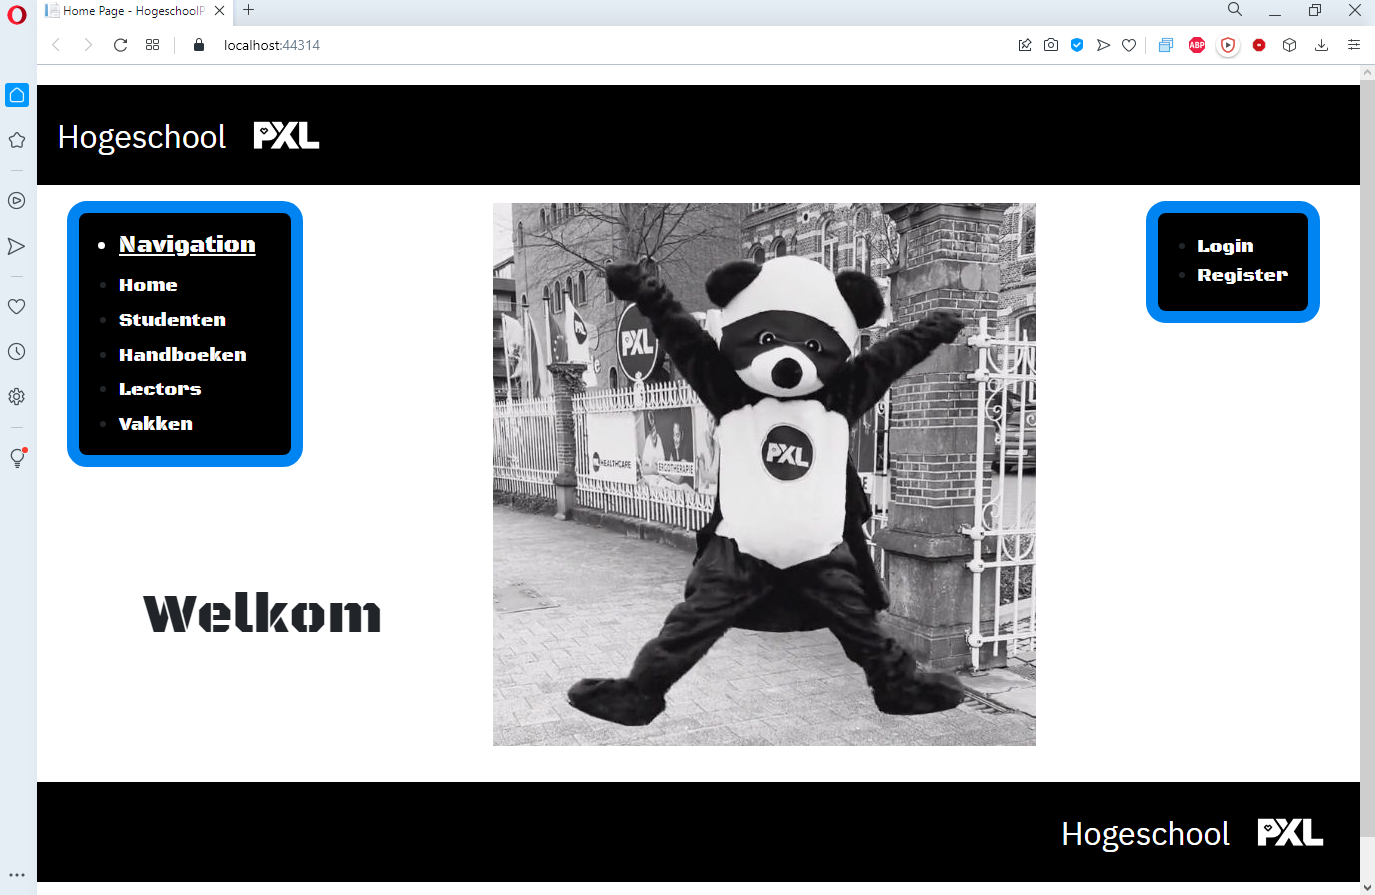 Home Page - HogeschoolP
localhost:44314
ABP
Hogeschool PXL
Navigation
Home
Studenten
Handboeken
Lectors
Vakken
Login
Register
PXL
HEALTHCARE
ERGOTHERAPIE
PXL
Welkom
Hogeschool PXL